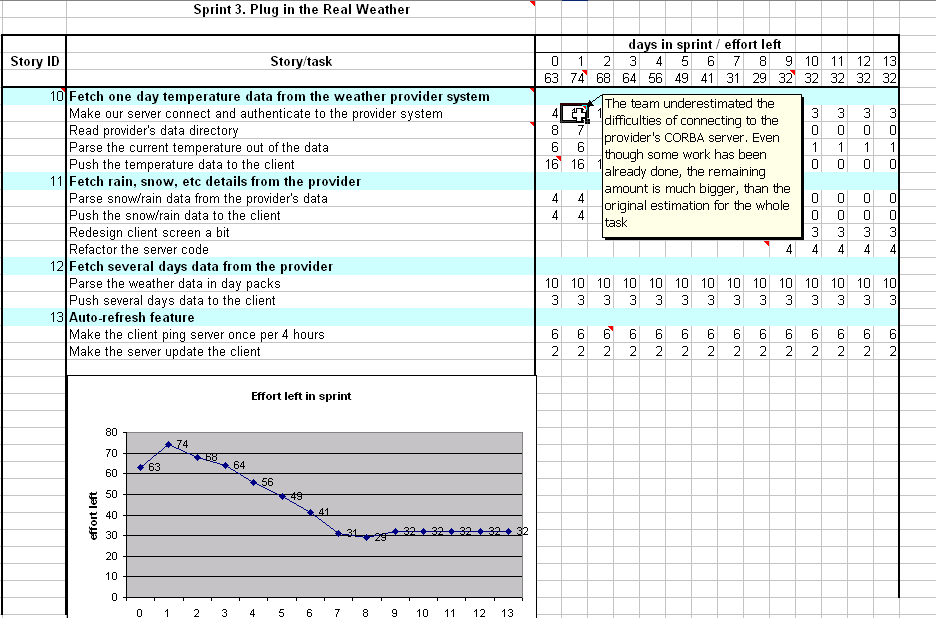 Sprint 3. Plug in the Real Weather
days in sprint / effort left
Story ID Story/task 0 1 2 3 4 5 6 7 8 9 10 11 12 13
63 74 68 64 56 49 41 31 29 32 32 32 32 32
10 Fetch one day temperature data from the weather provider system
Make our server connect and authenticate to the provider system 4 3 3 3 3
Read provider's data directory 8 7 0 0 0 0
Parse the current temperature out of the data 6 6 1 1 1 1
Push the temperature data to the client 16 16 0 0 0 0
11 Fetch rain, snow, etc details from the provider
Parse snow/rain data from the provider's data 4 4 0 0 0 0
Push the snow/rain data to the client 4 4 0 0 0 0
Redesign client screen a bit 3 3 3 3
Refactor the server code 4 4 4 4 4
12 Fetch several days data from the provider
Parse the weather data in day packs 10 10 10 10 10 10 10 10 10 10 10 10 10 10
Push several days data to the client 3 3 3 3 3 3 3 3 3 3 3 3 3 3
13 Auto-refresh feature
Make the client ping server once per 4 hours 6 6 6 6 6 6 6 6 6 6 6 6 6 6
Make the server update the client 2 2 2 2 2 2 2 2 2 2 2 2 2 2
The team underestimated the
difficulties of connecting to the
provider's CORBA server. Even
though some work has been
already done, the remaining
amount is much bigger, than the
original estimation for the whole
task
Effort left in sprint
effort left
80
70
60
50
40
30
20
10
0
63 74 68 64 56 49 41 31 29 32 32 32 32 32
0 1 2 3 4 5 6 7 8 9 10 11 12 13